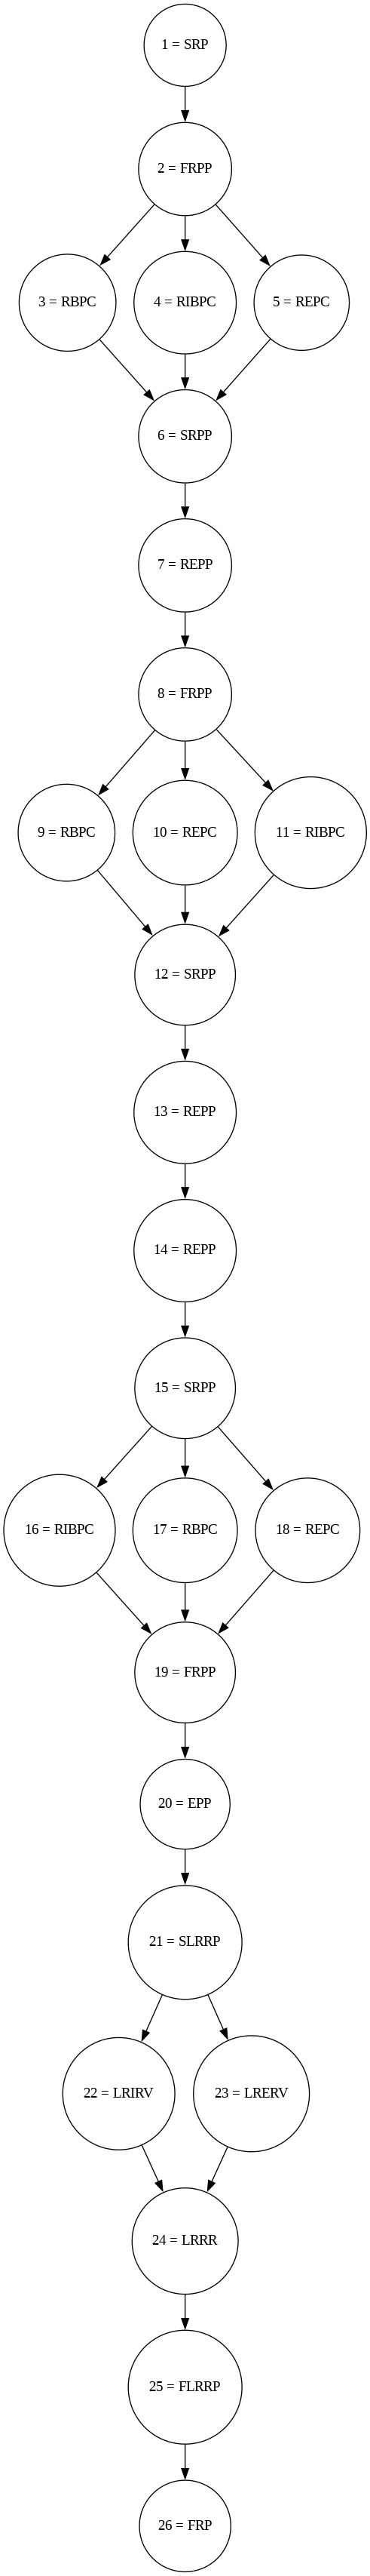 1 = SRP
2 = FRPP
3 = RBPC
4 = RIBPC
5 = REPC
6 = SRPP
7 = REPP
8 = FRPP
9 = RBPC
10 = REPC
11 = RIBPC
12 = SRPP
13 = REPP
14 = REPP
15 = SRPP
16 = RIBPC
17 = RBPC
18 = REPC
19 = FRPP
20 = EPP
21 = SLRRP
22 = LRIRV
23 = LRERV
24 = LRRR
25 = FLRRP
26 = FRP